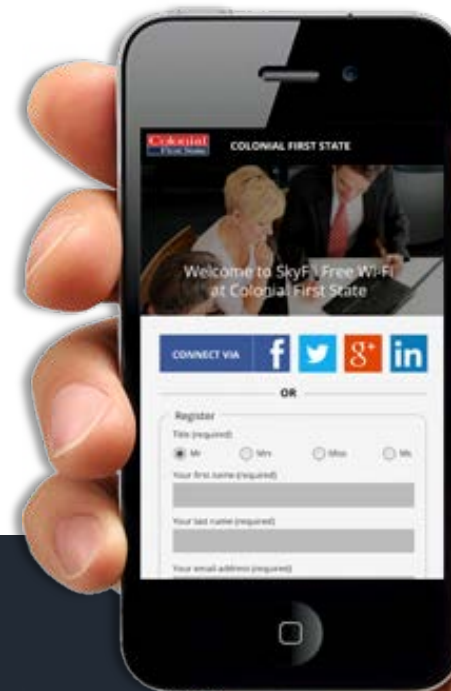 Colonial
First State
COLONIAL FIRST STATE
Welcome to SkyFii Free Wi-Fi
at Colonial First State
CONNECT VIA f g+ in
OR
Register
Title (required)
Mr Mrs Miss Ms
Your first name (required)
Your last name (required)
Your email address (required)